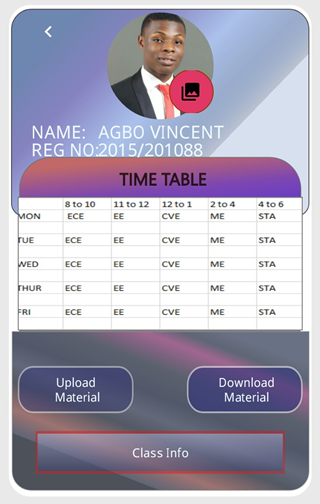 NAME: AGBO VINCENT
REG NO:2015/201088
TIME TABLE
8 to 10 11 to 12 12 to 1 2 to 4 4 to 6
MON ECE EE CVE ME STA
TUE ECE EE CVE ME STA
WED ECE EE CVE ME STA
THUR ECE EE CVE ME STA
FRI ECE EE CVE ME STA
Upload
Material
Download
Material
Class Info